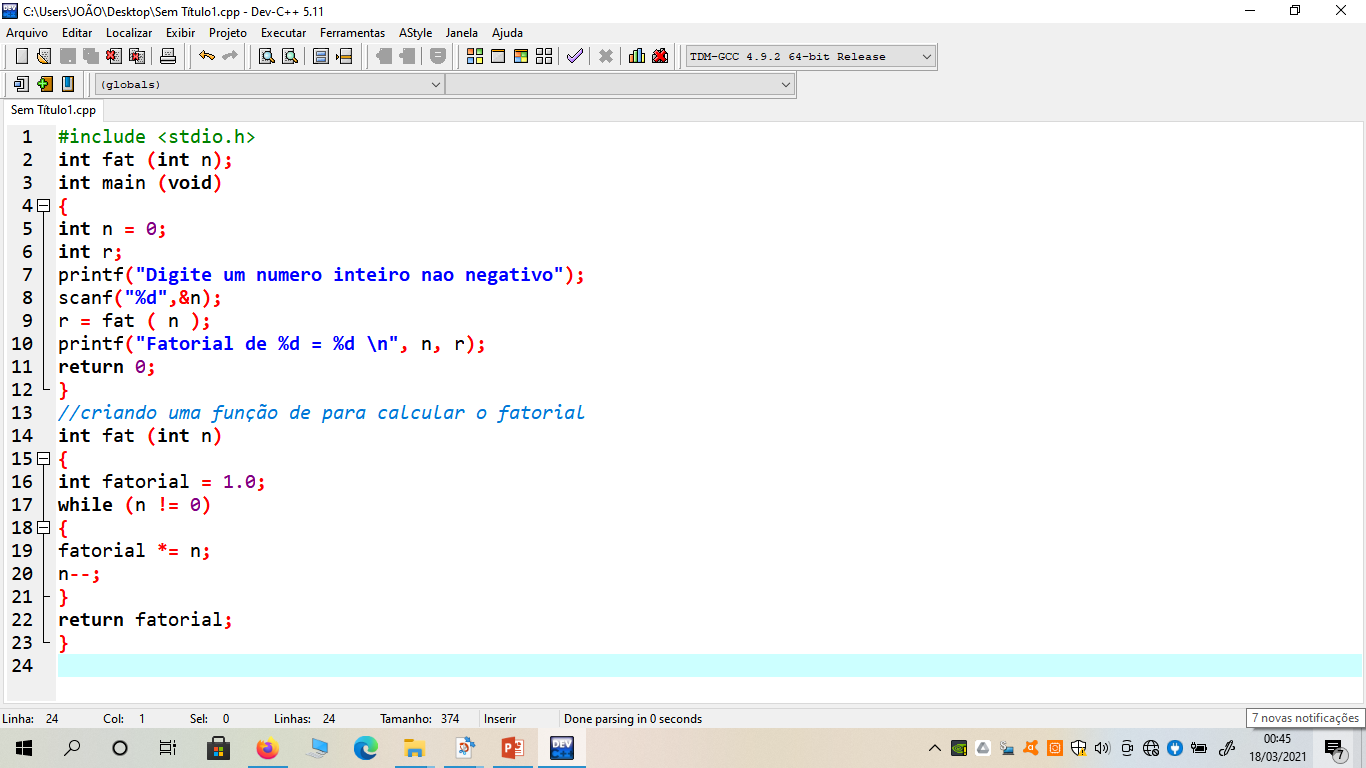 C:\Users\JOÃO\Desktop\Sem Título1.cpp - Dev-C++ 5.11
Arquivo Editar Localizar Exibir Projeto Executar Ferramentas AStyle Janela Ajuda
TDM-GCC 4.9.2 64-bit Release
(globals)
Sem Título1.cpp
1 #include <stdio.h>
2 int fat (int n);
3 int main (void)
4 {
5 int n = 0;
6 int r;
7 printf("Digite um numero inteiro nao negativo");
8 scanf("%d",&n);
9 r = fat ( n );
10 printf("Fatorial de %d = %d \n", n, r);
11 return 0;
12 }
13 //criando uma função de para calcular o fatorial
14 int fat (int n)
15 {
16 int fatorial = 1.0;
17 while (n != 0)
18 {
19 fatorial *= n;
20 n--;
21 }
22 return fatorial;
23 }
24
Linha: 24 Col: 1 Sel: 0 Linhas: 24 Tamanho: 374 Inserir Done parsing in 0 seconds
7 novas notificações
DEV
00:45
18/03/2021
7